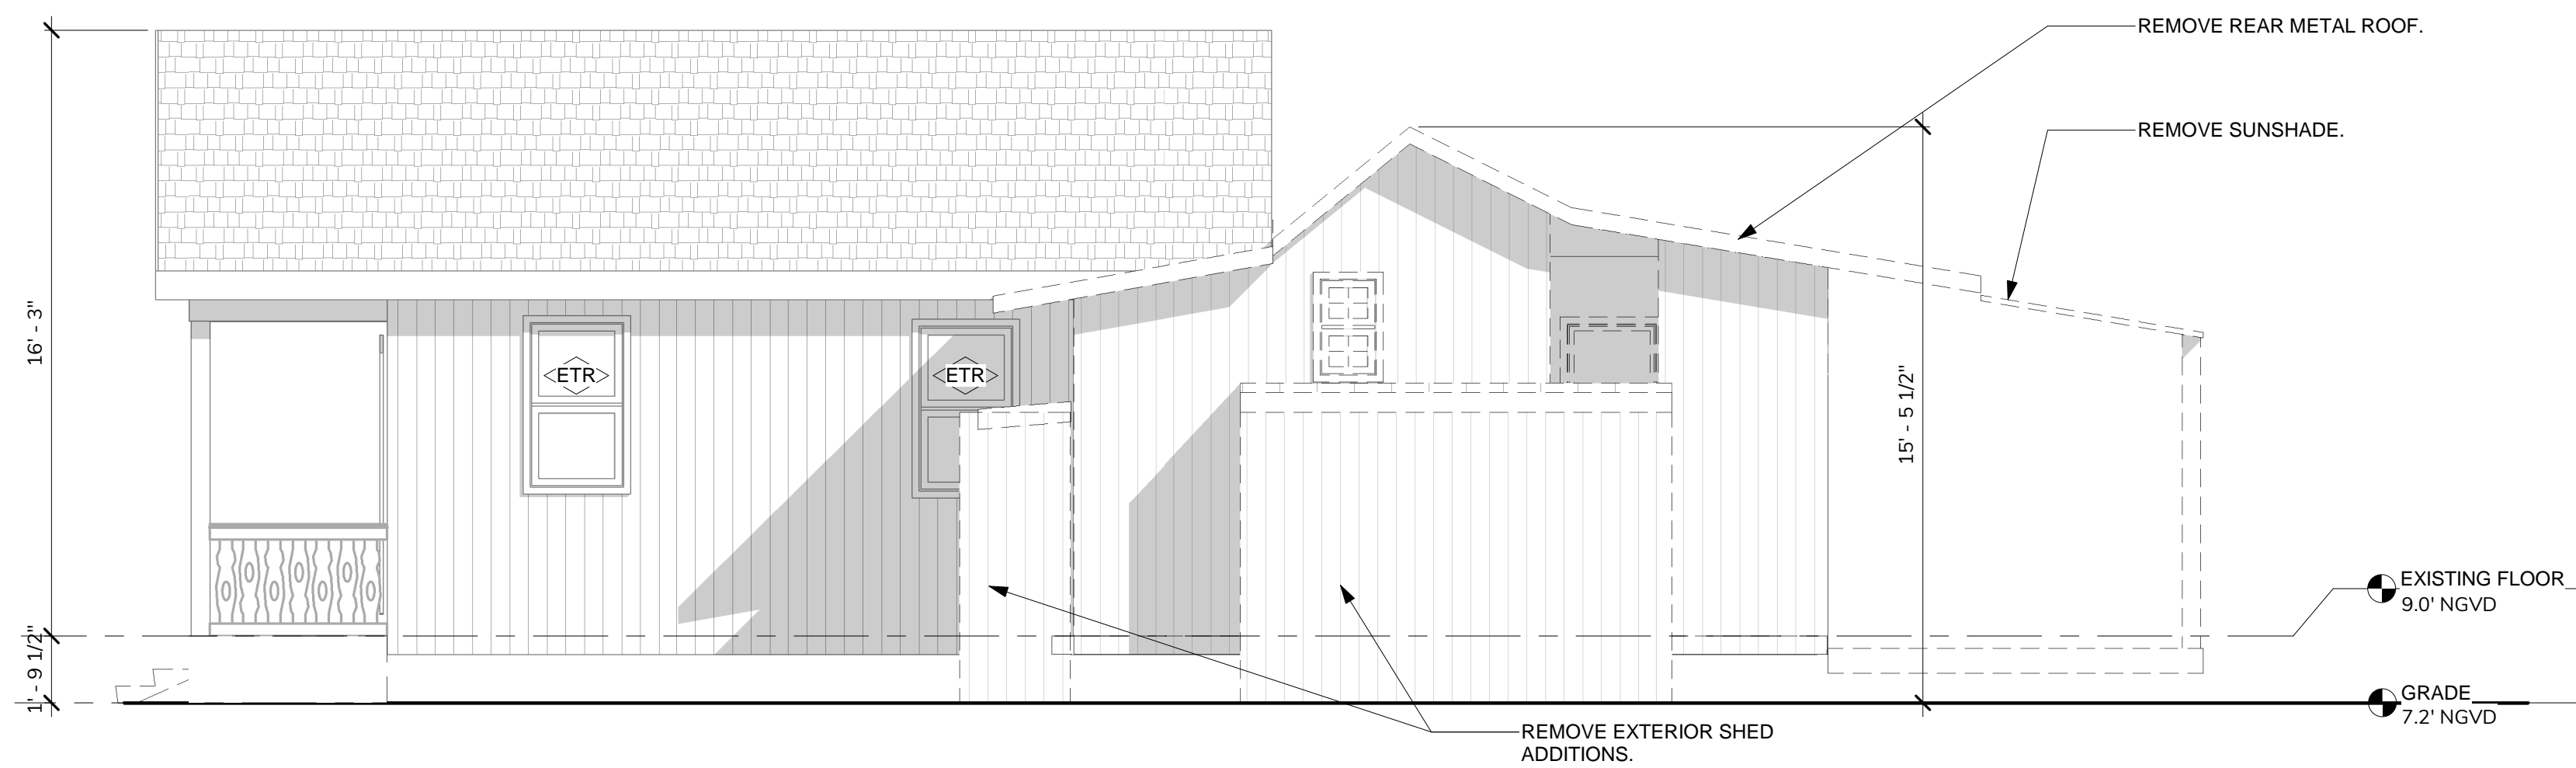 REMOVE REAR METAL ROOF.
REMOVE SUNSHADE.
16' - 3"
ETR
ETR
15' - 5 1/2"
EXISTING FLOOR
9.0' NGVD
1' - 9 1/2"
GRADE
7.2' NGVD
REMOVE EXTERIOR SHED
ADDITIONS.